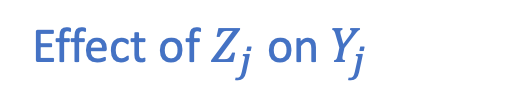 Effect of Z_j on Y_j